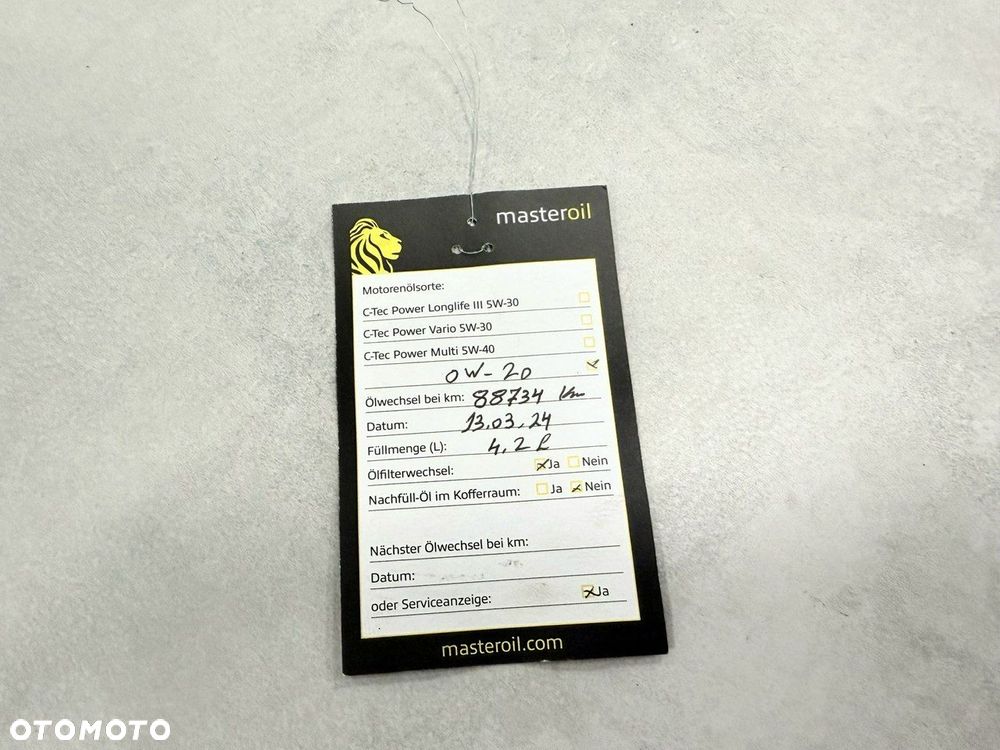 masteroil
Motorenölsorte:
C-Tec Power Longlife III 5W-30
C-Tec Power Vario 5W-30
C-Tec Power Multi 5W-40
0W-20
Ölwechsel bei km: 88734 km
Datum: 13.03.24
Füllmenge (L): 4,2 l
Ölfilterwechsel: Ja Nein
Nachfüll-Öl im Kofferraum: Ja Nein
Nächster Ölwechsel bei km:
Datum:
oder Serviceanzeige: Ja
masteroil.com
OTOMOTO